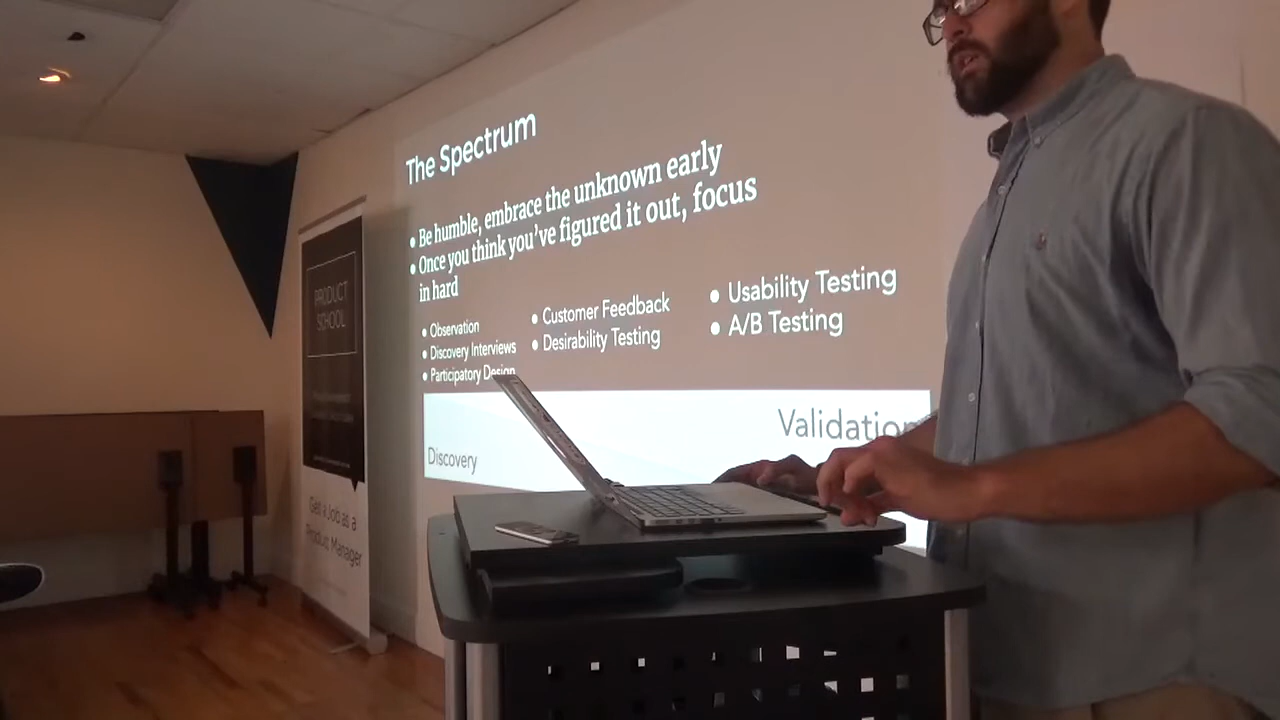 The Spectrum
• Be humble, embrace the unknown early
• Once you think you've figured it out, focus
in hard
• Observation
• Discovery Interviews
• Participatory Design
• Customer Feedback
• Desirability Testing
• Usability Testing
• A/B Testing
Discovery
Validation
PRODUCT
SCHOOL
Get a Job as a
Product Manager